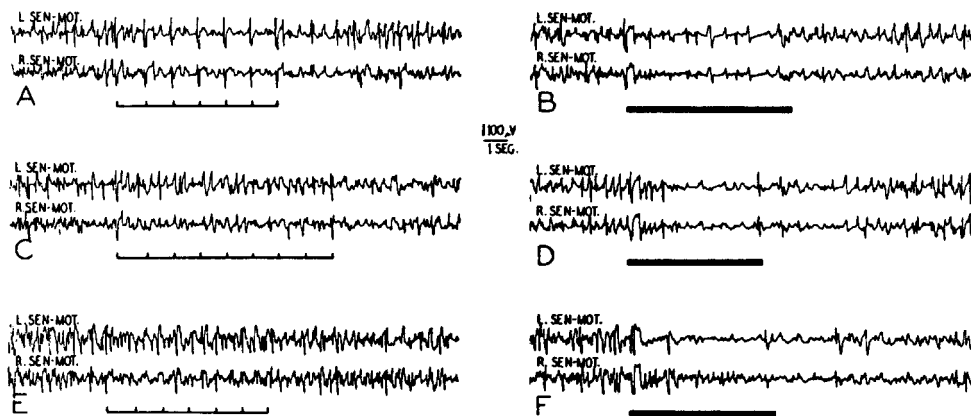 L. SEN-MOT.
R. SEN-MOT.
A
L. SEN-MOT.
R. SEN-MOT.
B
100 µV
1 SEC.
L. SEN-MOT.
R. SEN-MOT.
C
L. SEN-MOT.
R. SEN-MOT.
D
L. SEN-MOT.
R. SEN-MOT.
E
L. SEN-MOT.
R. SEN-MOT.
F